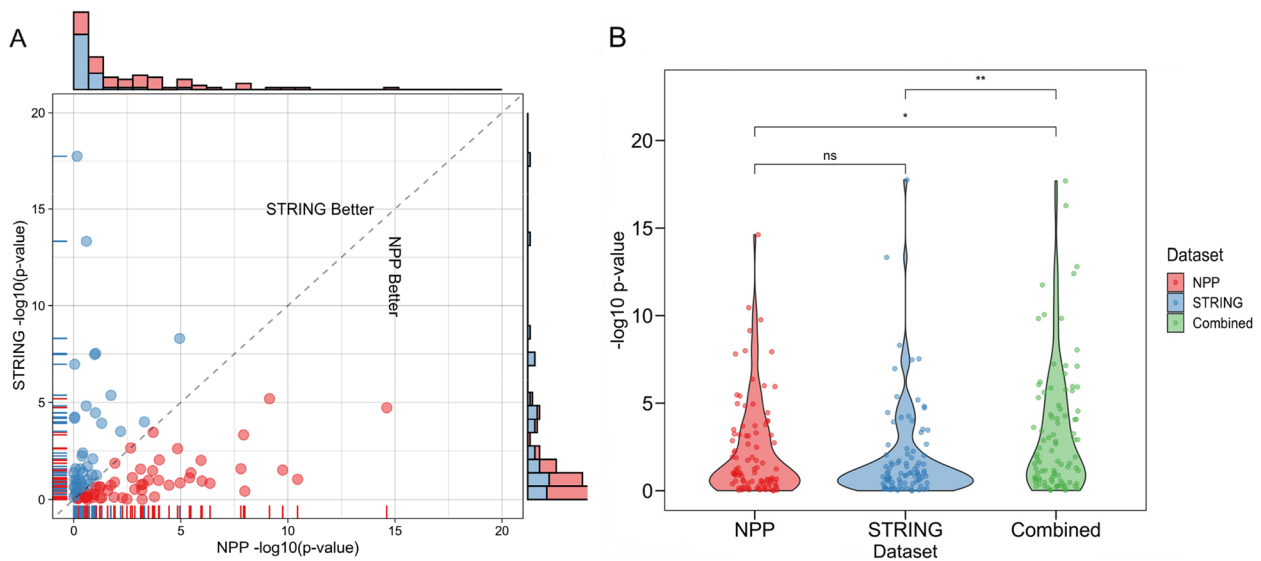 A
B
20
15
10
5
0
STRING -log10(p-value)
STRING Better
NPP Better
0
5
10
15
20
NPP -log10(p-value)
-log10 p-value
20
15
10
5
0
**
*
ns
NPP
STRING
Combined
Dataset
Dataset
NPP
STRING
Combined